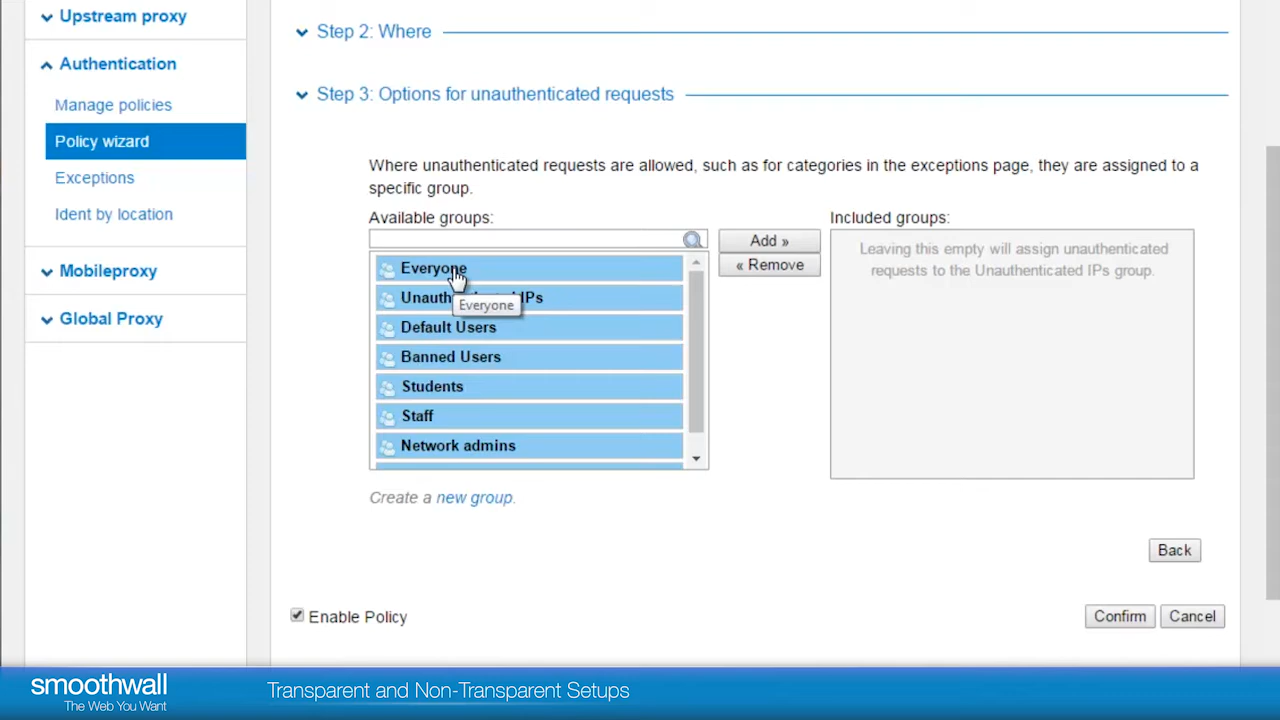 Upstream proxy
Authentication
Manage policies
Policy wizard
Exceptions
Ident by location
Mobileproxy
Global Proxy
Step 2: Where
Step 3: Options for unauthenticated requests
Where unauthenticated requests are allowed, such as for categories in the exceptions page, they are assigned to a
specific group.
Available groups:
Everyone
IPs
Everyone
Default Users
Banned Users
Students
Staff
Network admins
Create a new group.
Add »
« Remove
Included groups:
Leaving this empty will assign unauthenticated
requests to the Unauthenticated IPs group.
Back
Enable Policy
Confirm
Cancel
smoothwall
The Web You Want
Transparent and Non-Transparent Setups